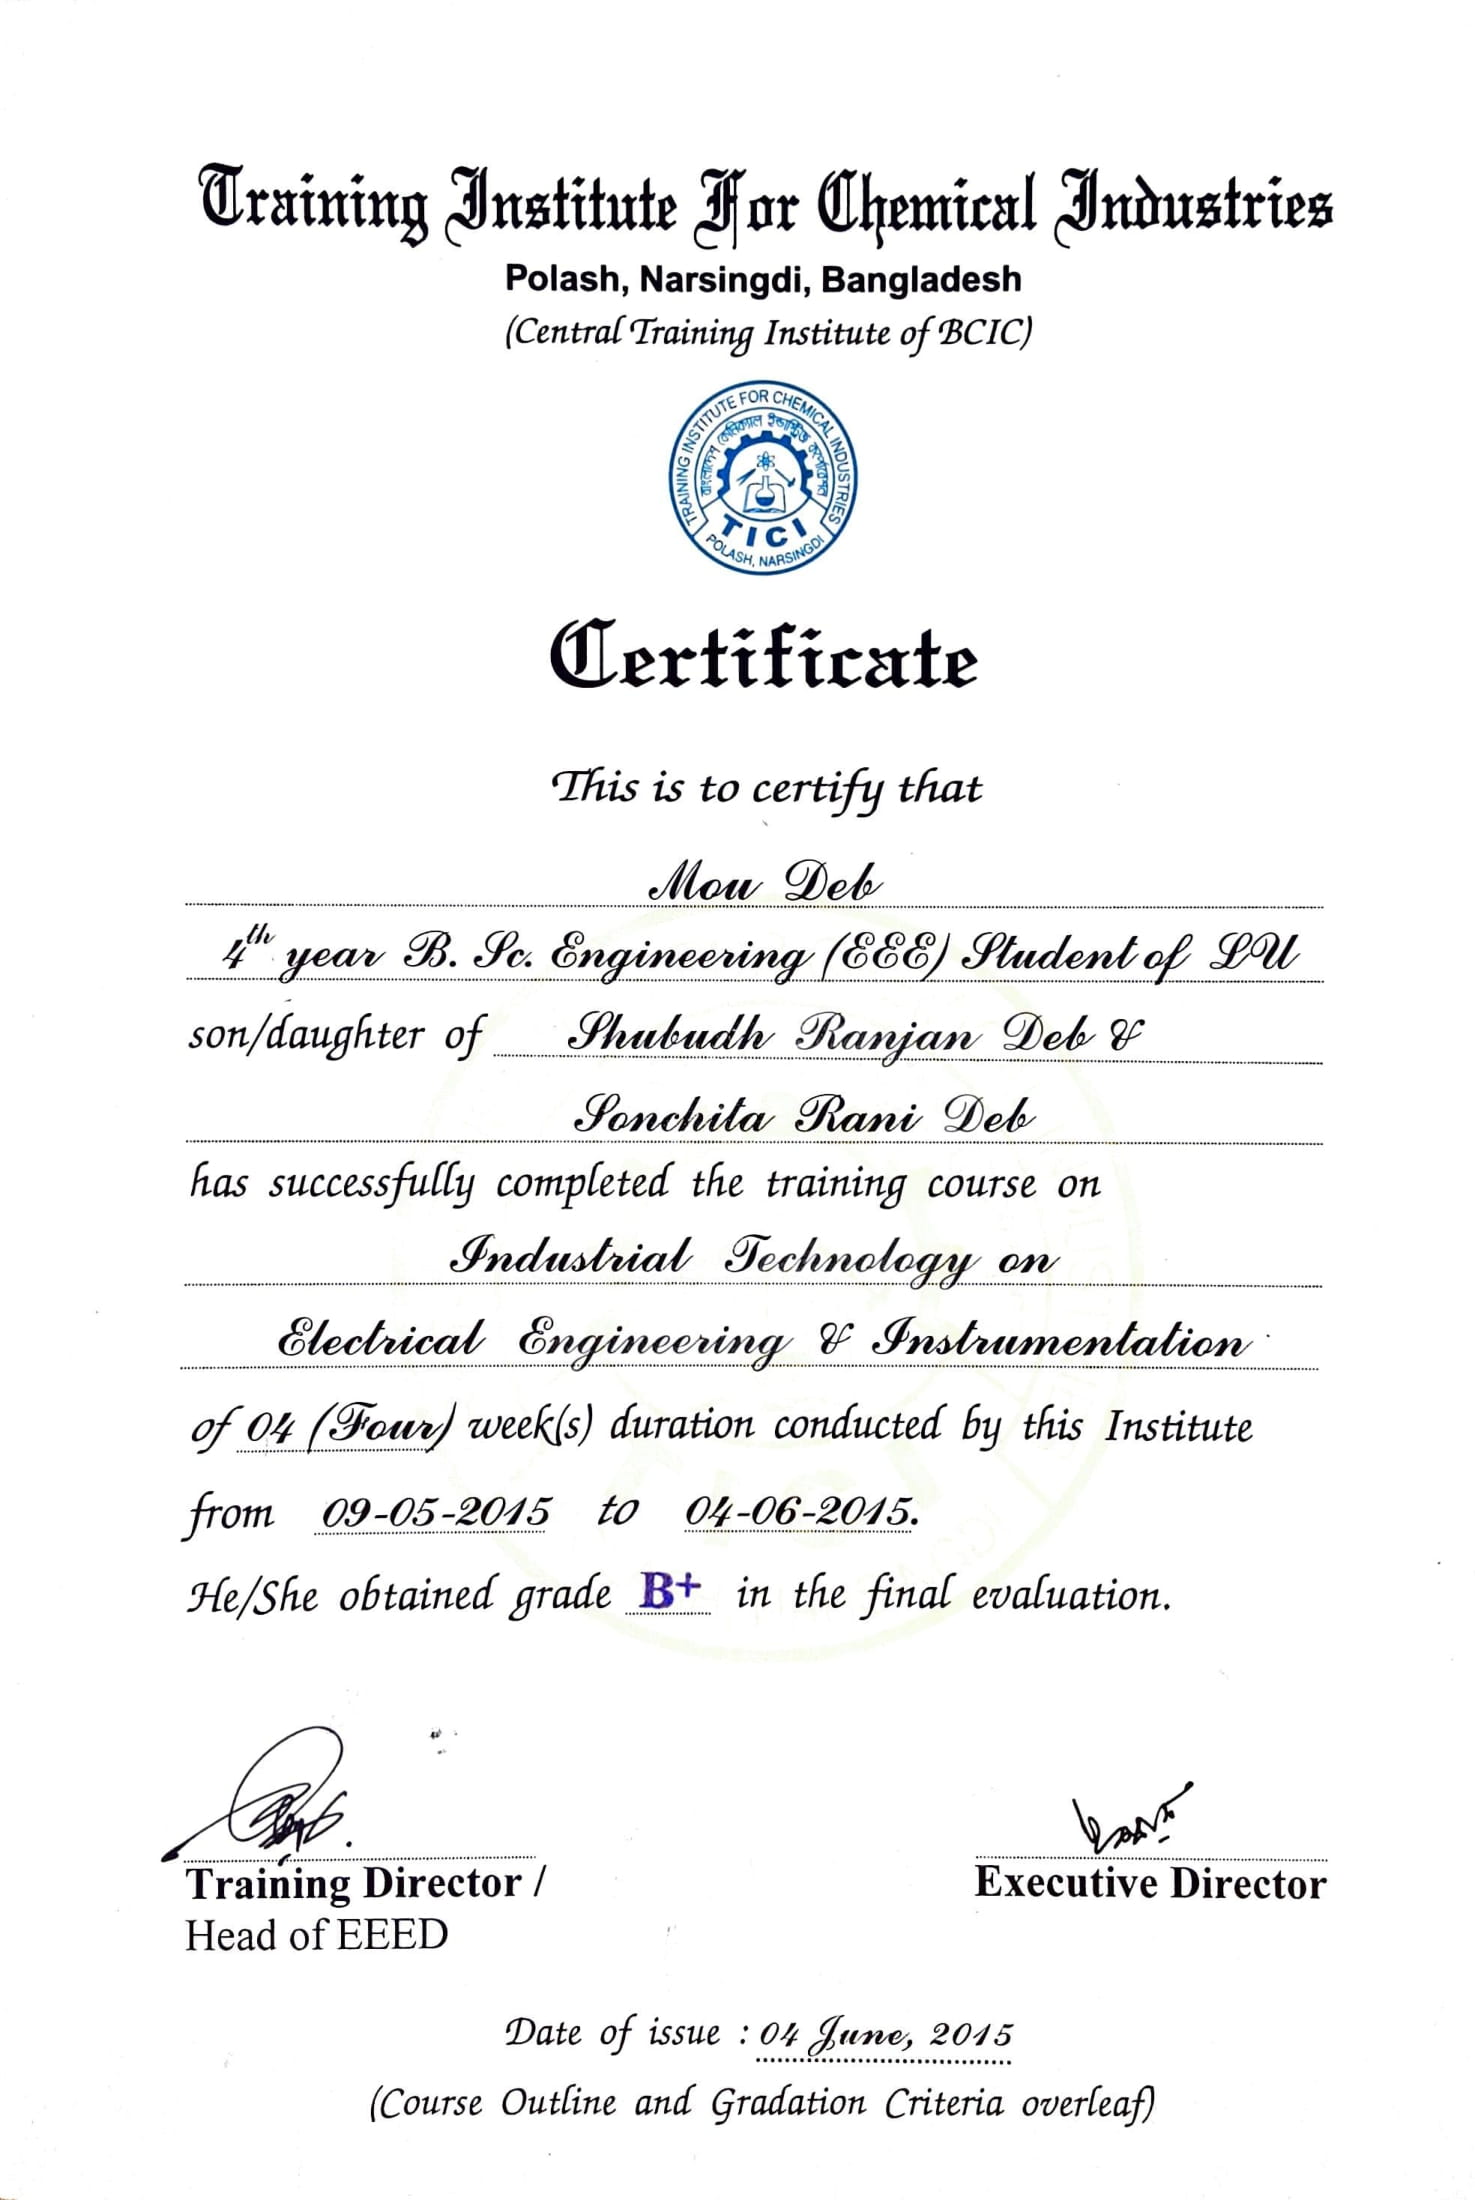 Training Institute For Chemical Industries
Polash, Narsingdi, Bangladesh
(Central Training Institute of BCIC)
TRAINING INSTITUTE FOR CHEMICAL INDUSTRIES
বাংলাদেশ কেমিক্যাল ইন্ডাস্ট্রিজ কর্পোরেশন
TICI
POLASH, NARSINGDI
Certificate
This is to certify that
Mou Deb
4th year B. Sc. Engineering (EEE) Student of LU
son/daughter of Shubudh Ranjan Deb &
Sonchita Rani Deb
has successfully completed the training course on
Industrial Technology on
Electrical Engineering & Instrumentation
of 04 (Four) week(s) duration conducted by this Institute
from 09-05-2015 to 04-06-2015.
He/She obtained grade B+ in the final evaluation.
Training Director / Executive Director
Head of EEED
Date of issue : 04 June, 2015
(Course Outline and Gradation Criteria overleaf)